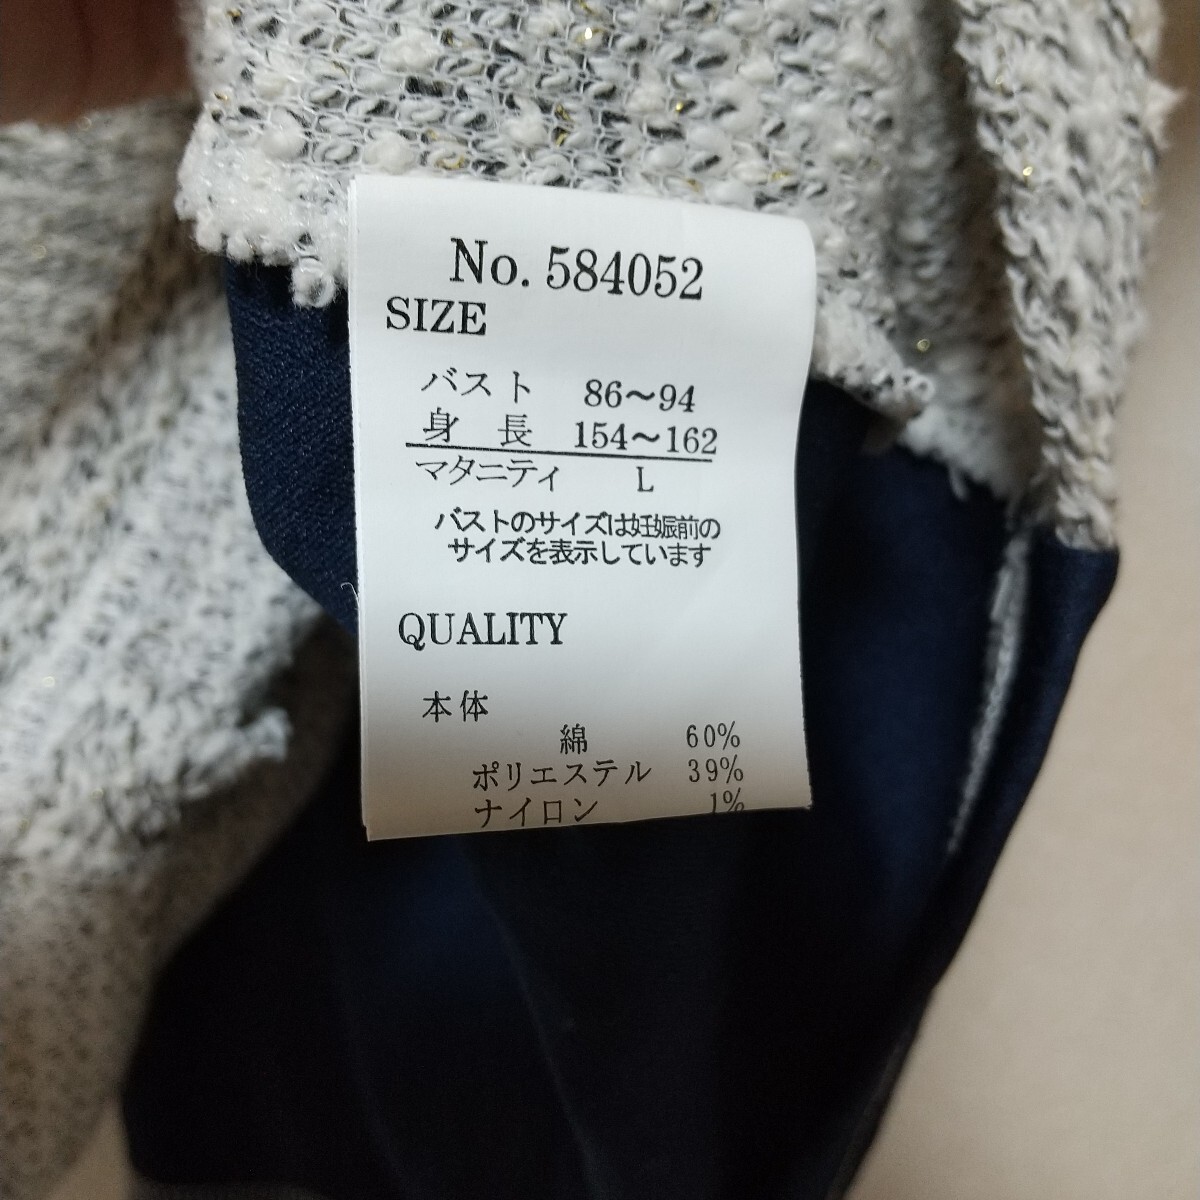 No. 584052
SIZE
バスト 86～94
身 長 154～162
マタニティ L
バストのサイズは妊娠前の
サイズを表示しています
QUALITY
本体
綿 60%
ポリエステル 39%
ナイロン 1%